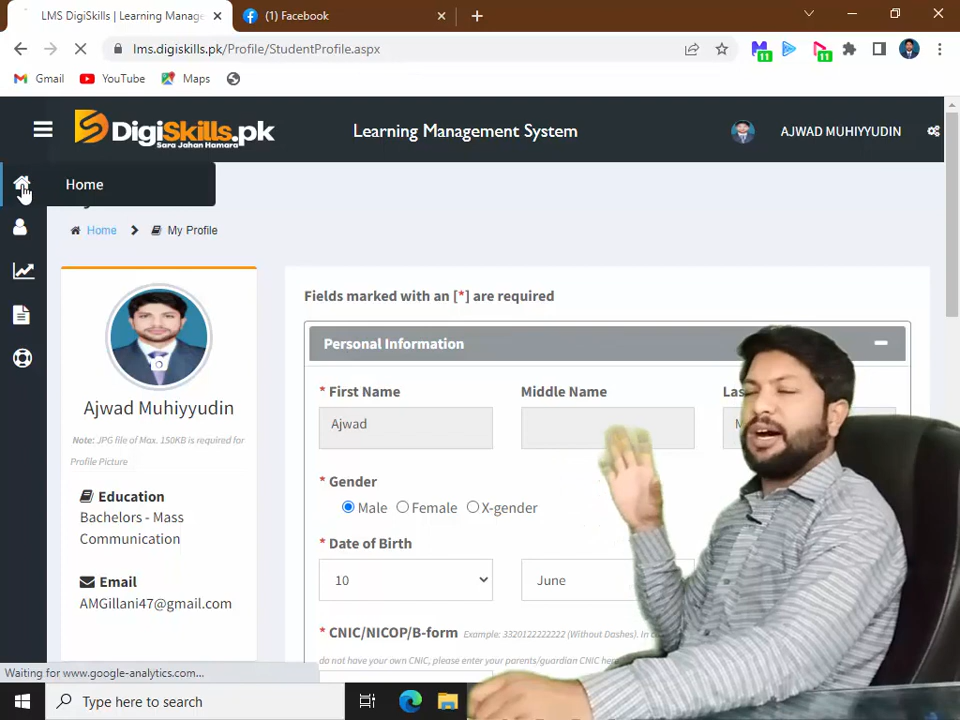 LMS DigiSkills | Learning Manage
(1) Facebook
lms.digiskills.pk/Profile/StudentProfile.aspx
11
11
Gmail
YouTube
Maps
DigiSkills.pk
Sara Jahan Hamara
Learning Management System
AJWAD MUHIYYUDIN
Home
Home
My Profile
Fields marked with an [*] are required
Personal Information
* First Name
Middle Name
Las
Ajwad
M
Ajwad Muhiyyudin
Note: JPG file of Max. 150KB is required for
Profile Picture
* Gender
Male
Female
X-gender
Education
Bachelors - Mass
Communication
* Date of Birth
10
June
Email
AMGillani47@gmail.com
* CNIC/NICOP/B-form Example: 3320122222222 (Without Dashes). In c
do not have your own CNIC, please enter your parents/guardian CNIC here
Waiting for www.google-analytics.com...
Type here to search